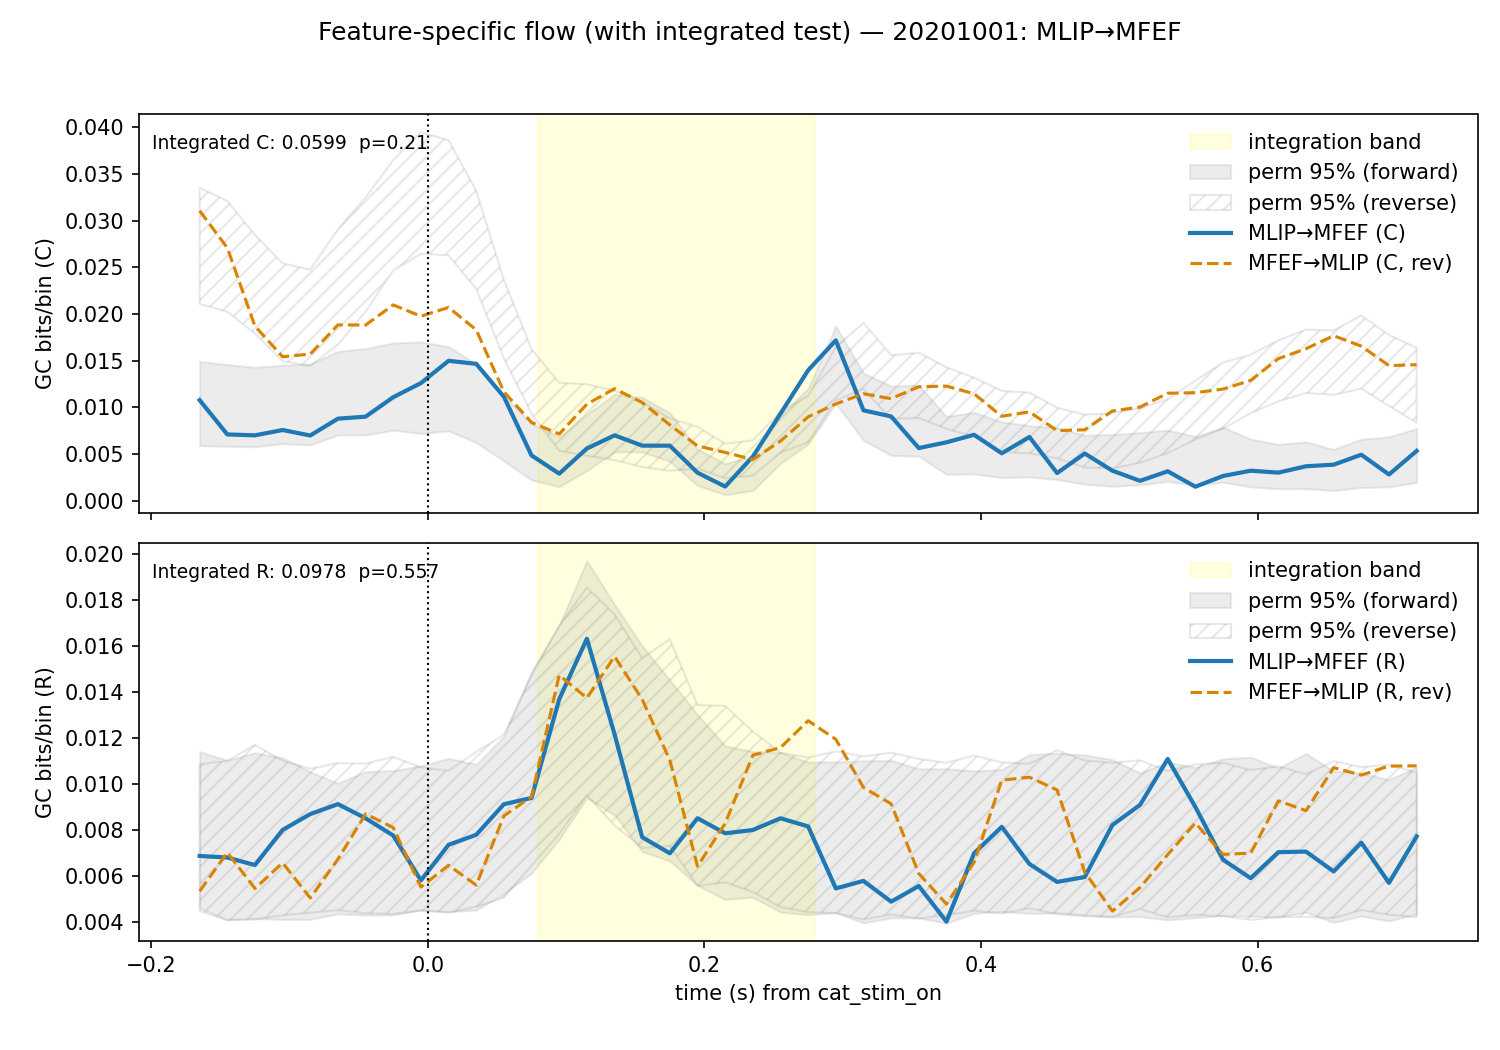 Feature-specific flow (with integrated test) — 20201001: MLIP→MFEF
Integrated C: 0.0599  p=0.21
integration band
perm 95% (forward)
perm 95% (reverse)
MLIP→MFEF (C)
MFEF→MLIP (C, rev)
GC bits/bin (C)
0.040
0.035
0.030
0.025
0.020
0.015
0.010
0.005
0.000
Integrated R: 0.0978  p=0.557
integration band
perm 95% (forward)
perm 95% (reverse)
MLIP→MFEF (R)
MFEF→MLIP (R, rev)
GC bits/bin (R)
0.020
0.018
0.016
0.014
0.012
0.010
0.008
0.006
0.004
−0.2 0.0 0.2 0.4 0.6
time (s) from cat_stim_on